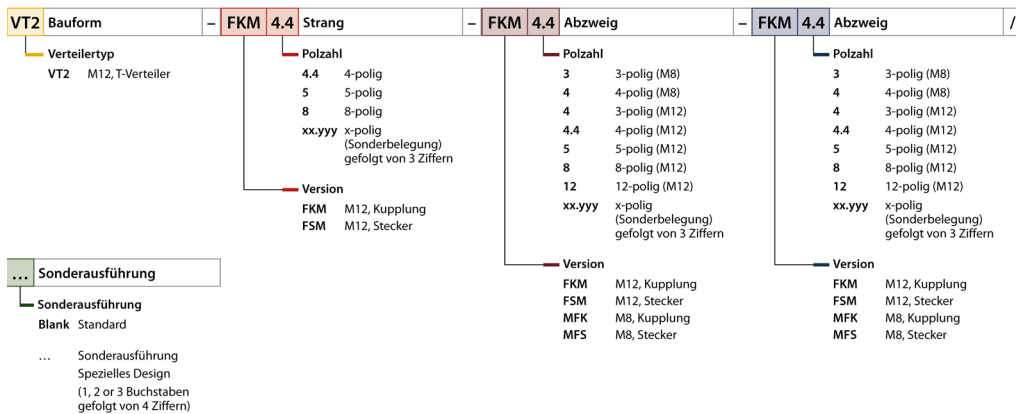 VT2 Bauform – FKM 4.4 Strang – FKM 4.4 Abzweig – FKM 4.4 Abzweig /
Verteilertyp
VT2 M12, T-Verteiler
Polzahl
4.4 4-polig
5 5-polig
8 8-polig
xx.yyy x-polig
(Sonderbelegung)
gefolgt von 3 Ziffern
Version
FKM M12, Kupplung
FSM M12, Stecker
Polzahl
3 3-polig (M8)
4 4-polig (M8)
4 3-polig (M12)
4.4 4-polig (M12)
5 5-polig (M12)
8 8-polig (M12)
12 12-polig (M12)
xx.yyy x-polig
(Sonderbelegung)
gefolgt von 3 Ziffern
Version
FKM M12, Kupplung
FSM M12, Stecker
MFK M8, Kupplung
MFS M8, Stecker
Polzahl
3 3-polig (M8)
4 4-polig (M8)
4 3-polig (M12)
4.4 4-polig (M12)
5 5-polig (M12)
8 8-polig (M12)
12 12-polig (M12)
xx.yyy x-polig
(Sonderbelegung)
gefolgt von 3 Ziffern
Version
FKM M12, Kupplung
FSM M12, Stecker
MFK M8, Kupplung
MFS M8, Stecker
... Sonderausführung
Sonderausführung
Blank Standard
... Sonderausführung
Spezielles Design
(1, 2 or 3 Buchstaben
gefolgt von 4 Ziffern)